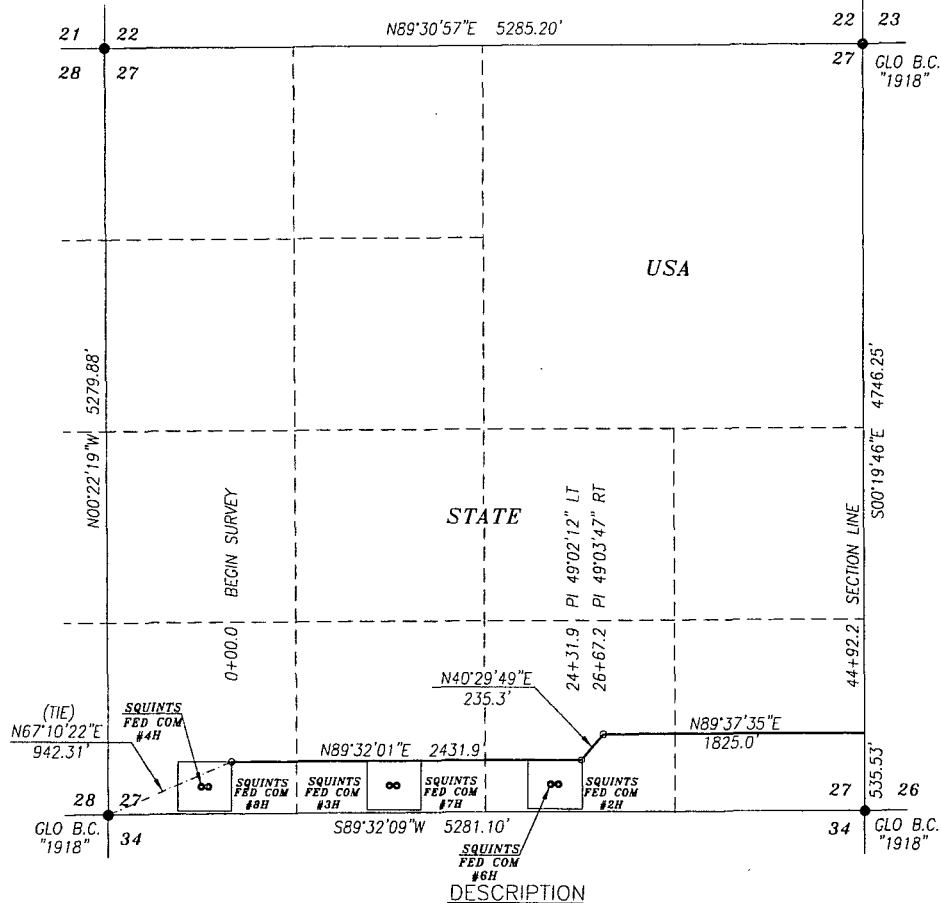 21 22
N89°30'57"E 5285.20'
22 23
28 27
27 GLO B.C.
"1918"
USA
N00°22'19"W 5279.88'
S00°19'46"E 4746.25'
STATE
0+00.0 BEGIN SURVEY
24+31.9 PI 49°02'12" LT
26+67.2 PI 49°03'47" RT
44+92.2 SECTION LINE
N40°29'49"E
235.3'
(TIE)
N67°10'22"E
942.31'
SQUINTS
FED COM
#4H
N89°32'01"E 2431.9'
N89°37'35"E
1825.0'
535.53'
SQUINTS
FED COM
#8H
SQUINTS
FED COM
#3H
SQUINTS
FED COM
#7H
SQUINTS
FED COM
#2H
28 27
27 26
GLO B.C.
"1918"
34
S89°32'09"W 5281.10'
34 GLO B.C.
"1918"
SQUINTS
FED COM
#6H
DESCRIPTION